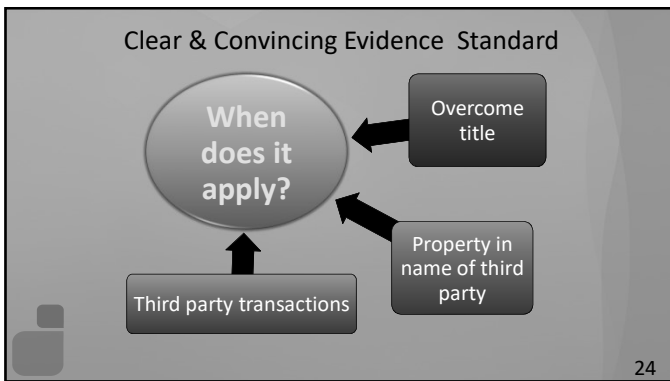 Clear & Convincing Evidence Standard
When
does it
apply?
Overcome
title
Property in
name of third
party
Third party transactions
24